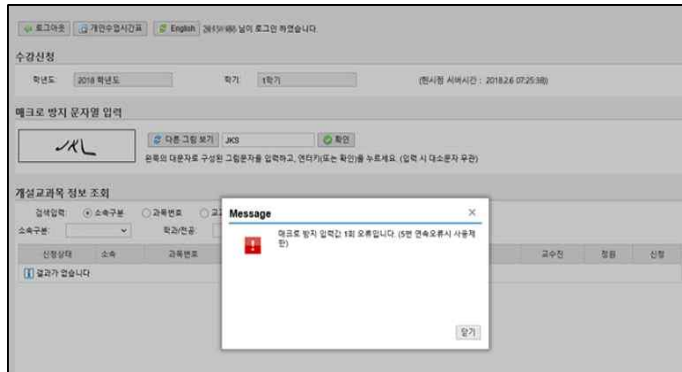 로그아웃 개인수업시간표 English 님이 로그인 하였습니다.
수강신청
학년도 2018 학년도 학기 1학기 (현시점 서버시간 : 2018.2.6 07:25:38)
매크로 방지 문자열 입력
JKL 다른 그림 보기 JKS 확인
왼쪽의 대문자로 구성된 그림문자를 입력하고, 엔터키(또는 확인)을 누르세요. (입력 시 대소문자 무관)
개설교과목 정보 조회
검색입력: 소속구분 과목번호
소속구분: 학과/전공:
신청상태 소속 과목번호 교수진 정원 신청
결과가 없습니다
Message
매크로 방지 입력값 1회 오류입니다. (5번 연속오류시 사용제
한)
닫기